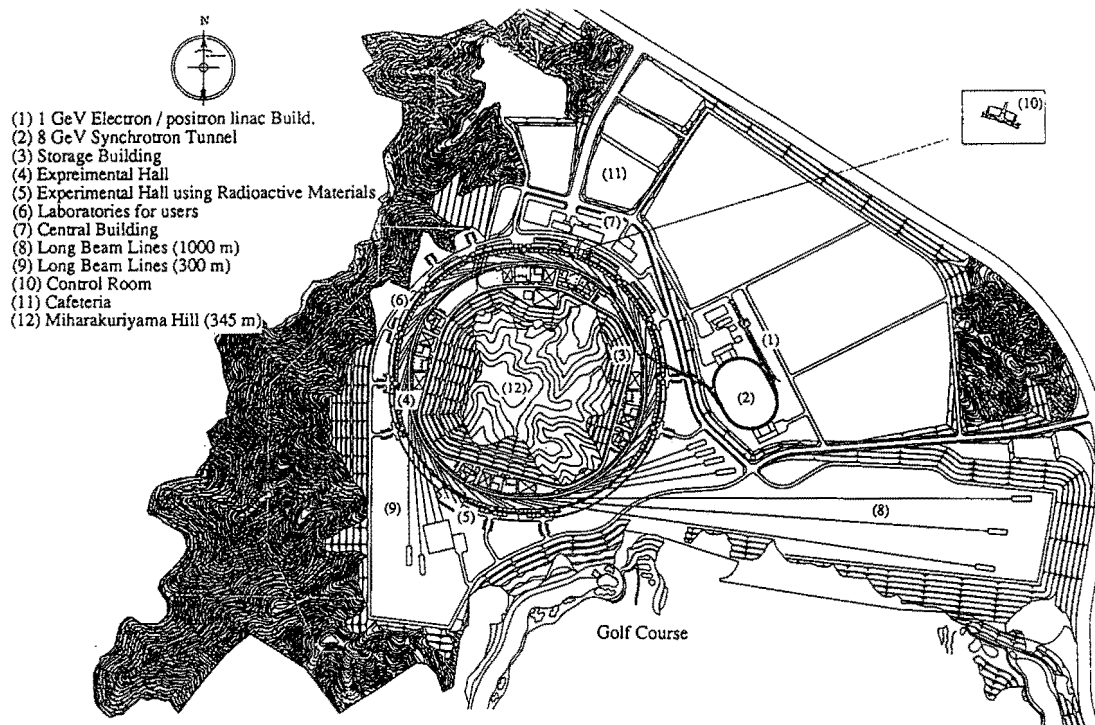 N
(1) 1 GeV Electron / positron linac Build.
(2) 8 GeV Synchrotron Tunnel
(3) Storage Building
(4) Expreimental Hall
(5) Experimental Hall using Radioactive Materials
(6) Laboratories for users
(7) Central Building
(8) Long Beam Lines (1000 m)
(9) Long Beam Lines (300 m)
(10) Control Room
(11) Cafeteria
(12) Miharakuriyama Hill (345 m)
(10)
(11)
(7)
(6)
(1)
(3)
(12)
(2)
(4)
(9)
(5)
(8)
Golf Course